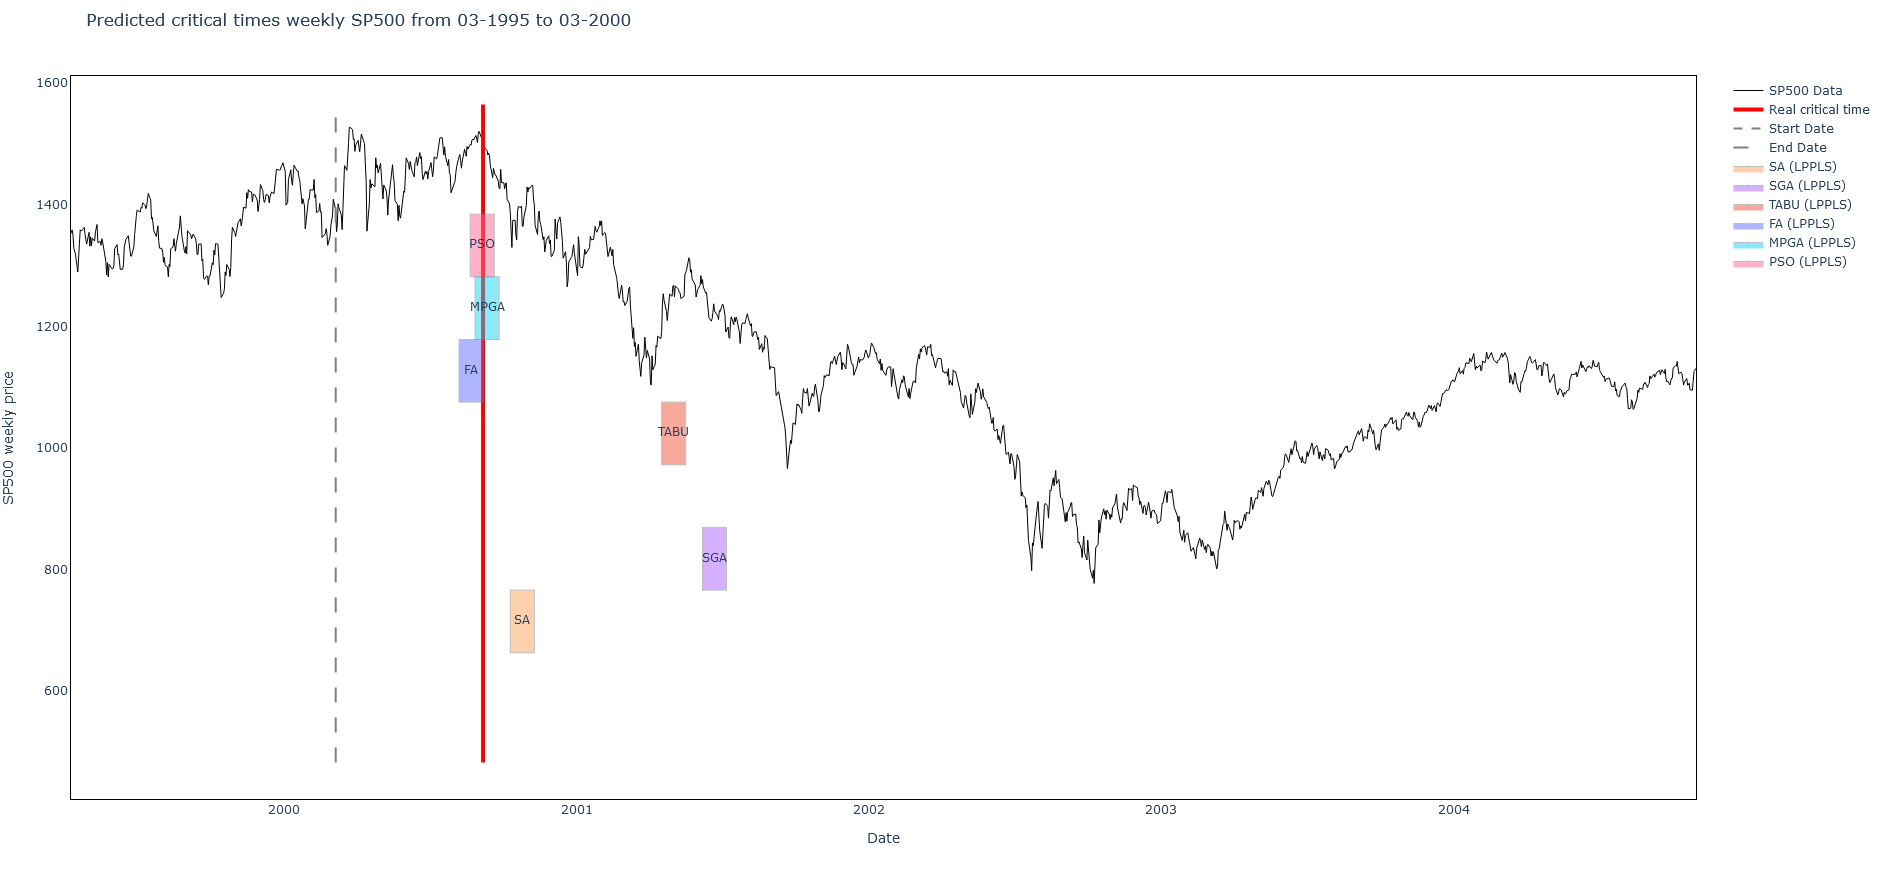 Predicted critical times weekly SP500 from 03-1995 to 03-2000
1600
1400
1200
1000
800
600
SP500 weekly price
PSO
MPGA
FA
TABU
SGA
SA
2000
2001
2002
2003
2004
Date
SP500 Data
Real critical time
Start Date
End Date
SA (LPPLS)
SGA (LPPLS)
TABU (LPPLS)
FA (LPPLS)
MPGA (LPPLS)
PSO (LPPLS)